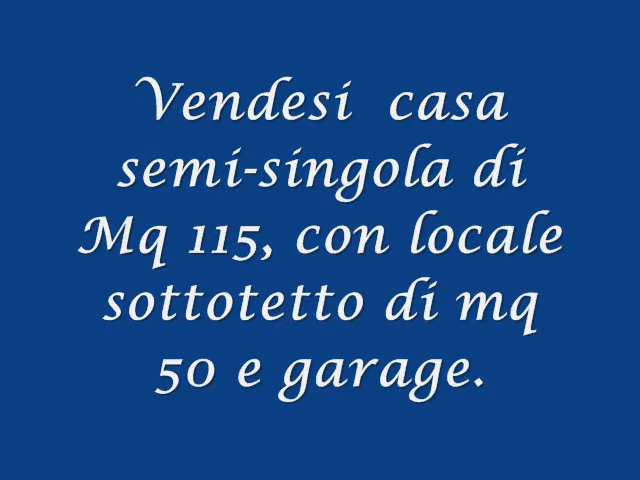 Vendesi casa
semi-singola di
Mq 115, con locale
sottotetto di mq
50 e garage.